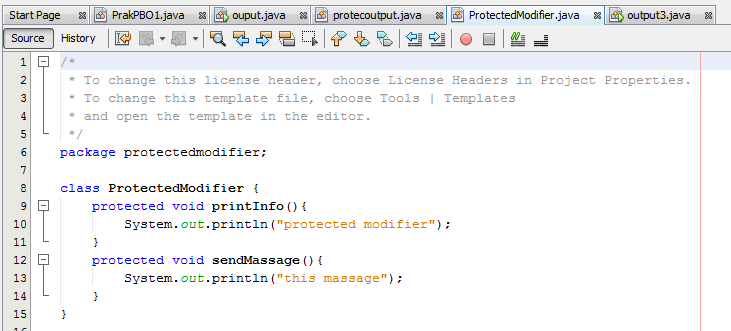 Start Page PrakPBO1.java ouput.java protecoutput.java ProtectedModifier.java output3.java
Source History
1 /*
2 * To change this license header, choose License Headers in Project Properties.
3 * To change this template file, choose Tools | Templates
4 * and open the template in the editor.
5 */
6 package protectedmodifier;
7
8 class ProtectedModifier {
9 protected void printInfo(){
10 System.out.println("protected modifier");
11 }
12 protected void sendMassage(){
13 System.out.println("this massage");
14 }
15 }